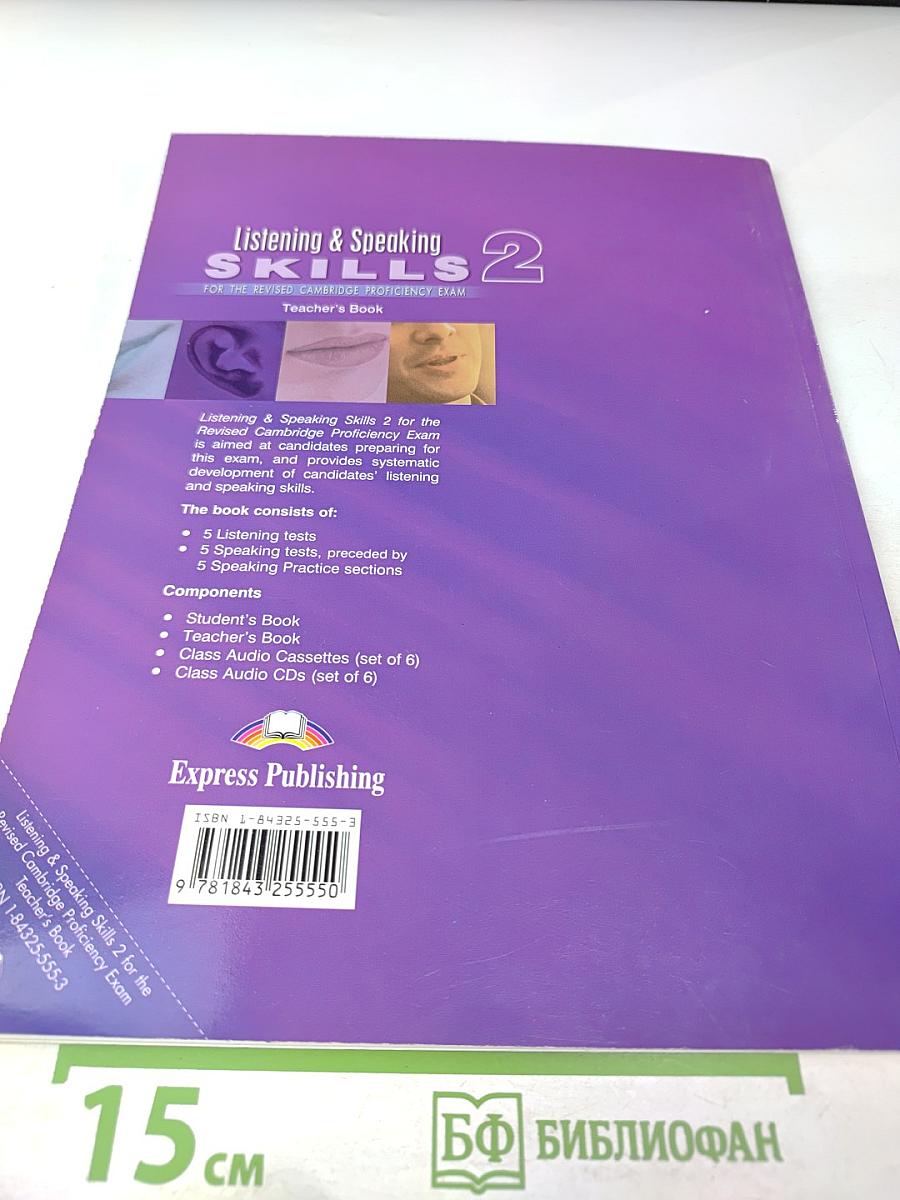 Listening & Speaking
SKILLS 2
FOR THE REVISED CAMBRIDGE PROFICIENCY EXAM
Teacher's Book
Listening & Speaking Skills 2 for the
Revised Cambridge Proficiency Exam
is aimed at candidates preparing for
this exam, and provides systematic
development of candidates' listening
and speaking skills.
The book consists of:
• 5 Listening tests
• 5 Speaking tests, preceded by
5 Speaking Practice sections
Components
• Student's Book
• Teacher's Book
• Class Audio Cassettes (set of 6)
• Class Audio CDs (set of 6)
Express Publishing
ISBN 1-84325-555-3
9 781843 255550
Listening & Speaking Skills 2 for the
Revised Cambridge Proficiency Exam
Teacher's Book
1-84325-555-3
15 см
БФ БИБЛИОФАН